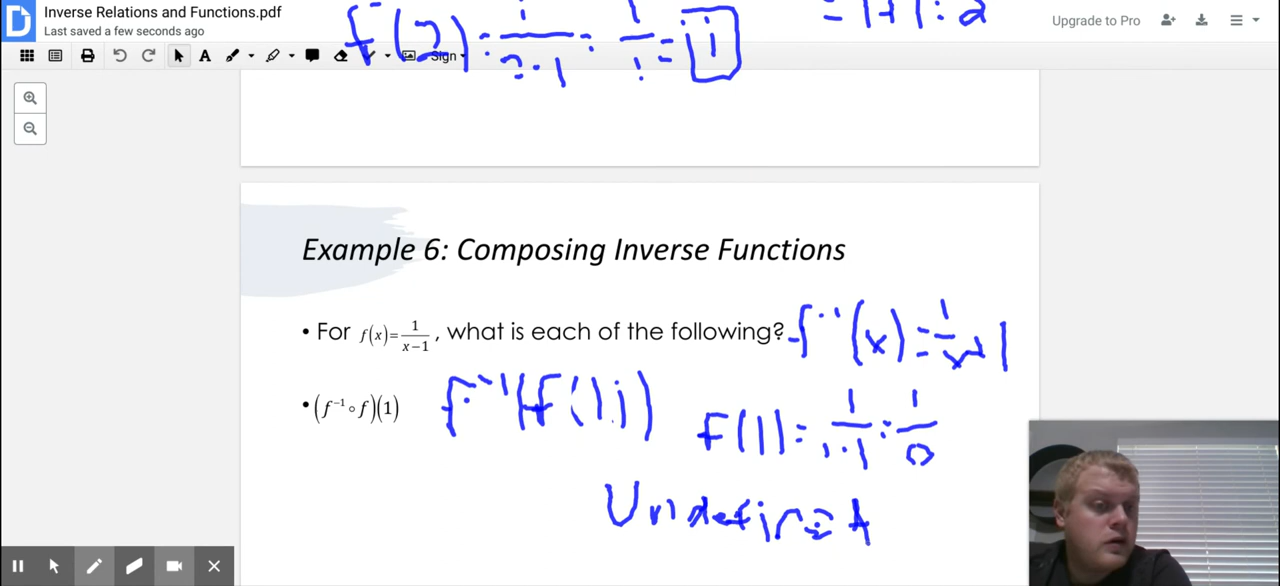 Inverse Relations and Functions.pdf
Last saved a few seconds ago
Upgrade to Pro
= 1+1 = 2
f(2) = 1/2-1 = 1/1 = 1
A
Sign
Example 6: Composing Inverse Functions
• For f(x)=1/x−1, what is each of the following? f⁻¹(x) = 1/x + 1
• (f⁻¹∘f)(1) f⁻¹(f(1)) f(1) = 1/1-1 = 1/0
Undefined